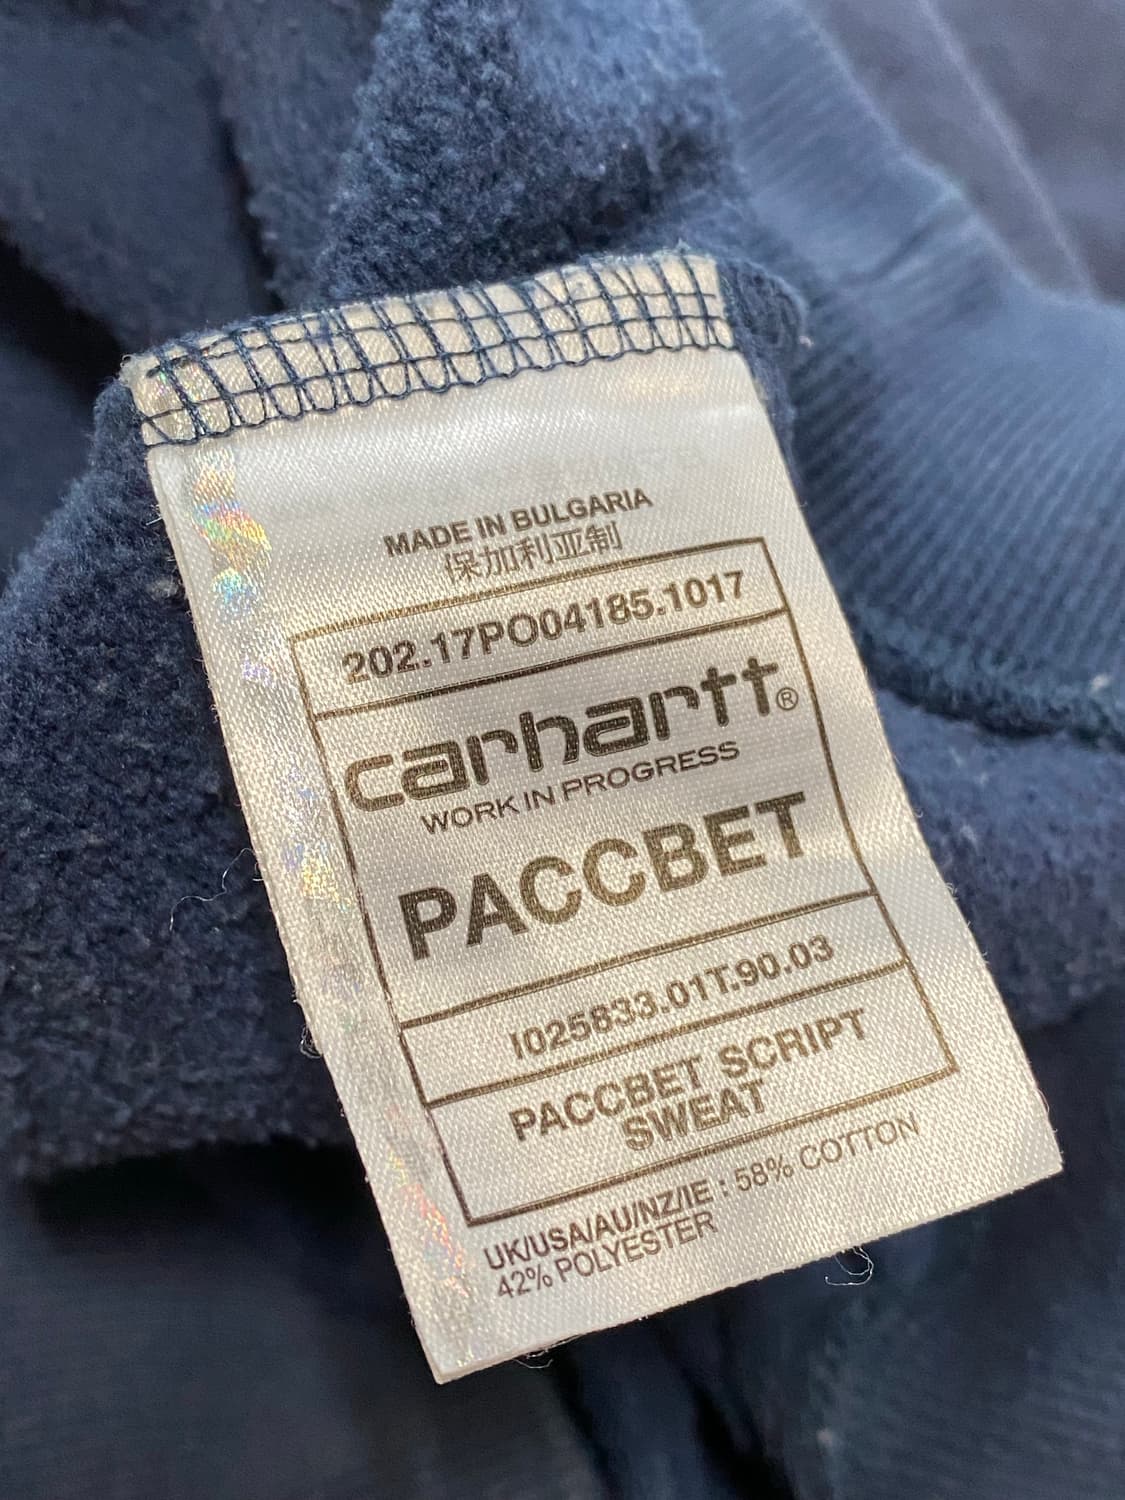 MADE IN BULGARIA
保加利亚制
202.17PO04185.1017
carhartt®
WORK IN PROGRESS
PACCBET
I025833.01T.90.03
PACCBET SCRIPT
SWEAT
UK/USA/AU/NZ/IE : 58% COTTON
42% POLYESTER